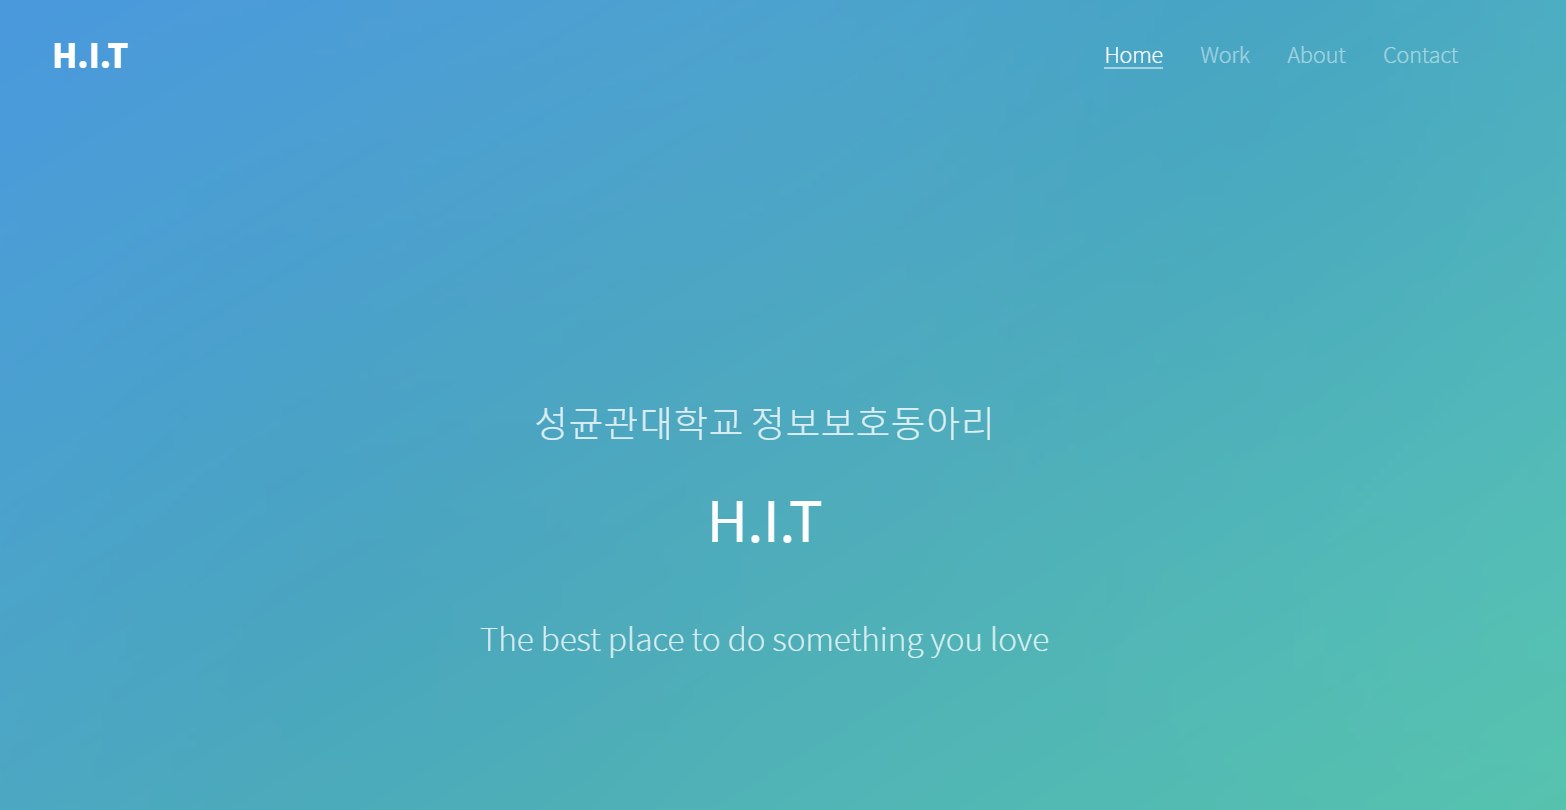 H.I.T
Home Work About Contact
성균관대학교 정보보호동아리
H.I.T
The best place to do something you love